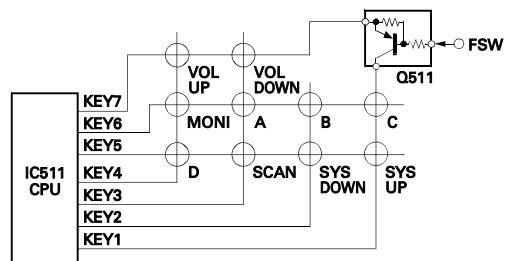 FSW
Q511
VOL UP
VOL DOWN
KEY7
KEY6
MONI
A
B
C
KEY5
IC511 CPU
KEY4
D
SCAN
SYS DOWN
SYS UP
KEY3
KEY2
KEY1